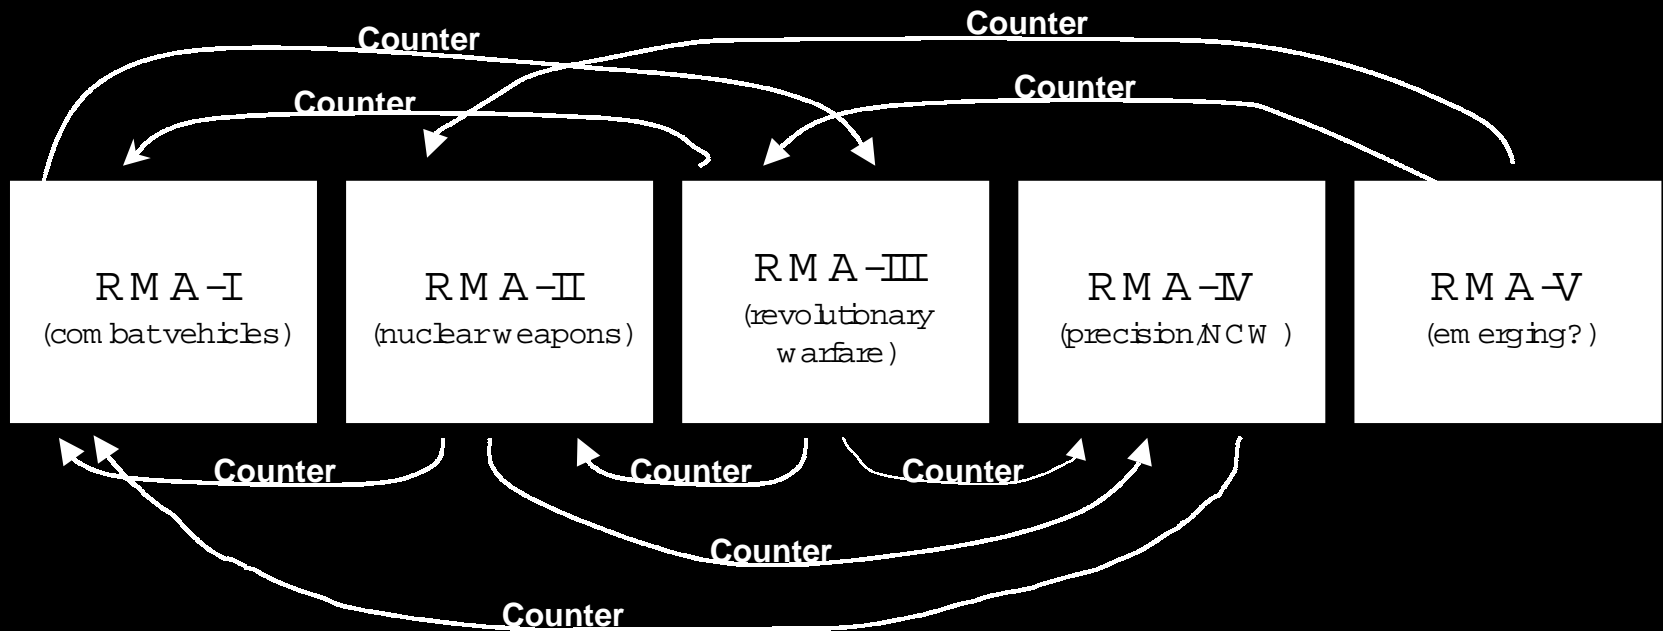 Counter
Counter
Counter
Counter
RMA-I
(combat vehicles)
RMA-II
(nuclear weapons)
RMA-III
(revolutionary
warfare)
RMA-IV
(precision/NCW)
RMA-V
(emerging?)
Counter
Counter
Counter
Counter
Counter